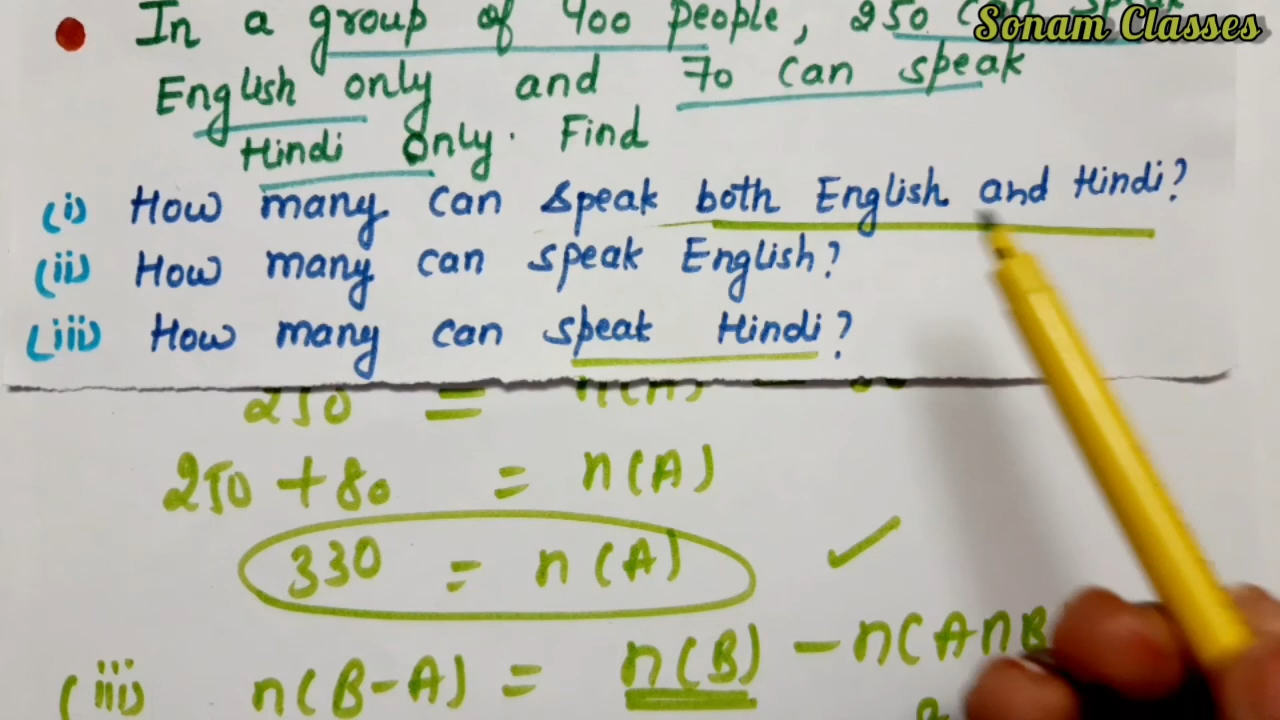 Sonam Classes
In a group of 400 people, 250 can
English only and 70 can speak
Hindi only. Find
(i) How many can speak both English and Hindi?
(ii) How many can speak English?
(iii) How many can speak Hindi?
250 = n(A)
250 + 80 = n(A)
330 = n(A) ✓
(iii) n(B-A) = n(B) - n(A∩B